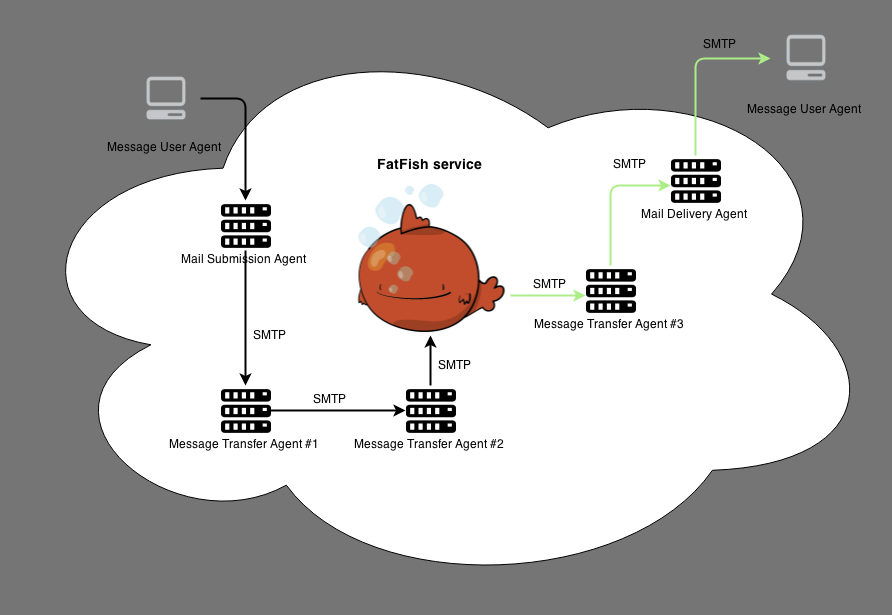 SMTP
Message User Agent
Message User Agent
FatFish service
SMTP
Mail Delivery Agent
Mail Submission Agent
SMTP
Message Transfer Agent #3
SMTP
SMTP
SMTP
Message Transfer Agent #1
Message Transfer Agent #2